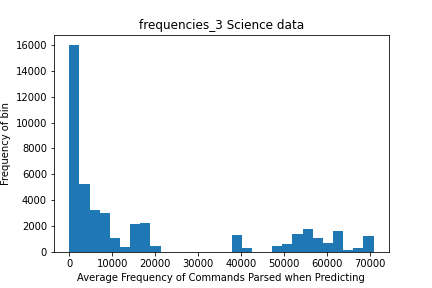 frequencies_3 Science data
Frequency of bin
16000
14000
12000
10000
8000
6000
4000
2000
0
0 10000 20000 30000 40000 50000 60000 70000
Average Frequency of Commands Parsed when Predicting